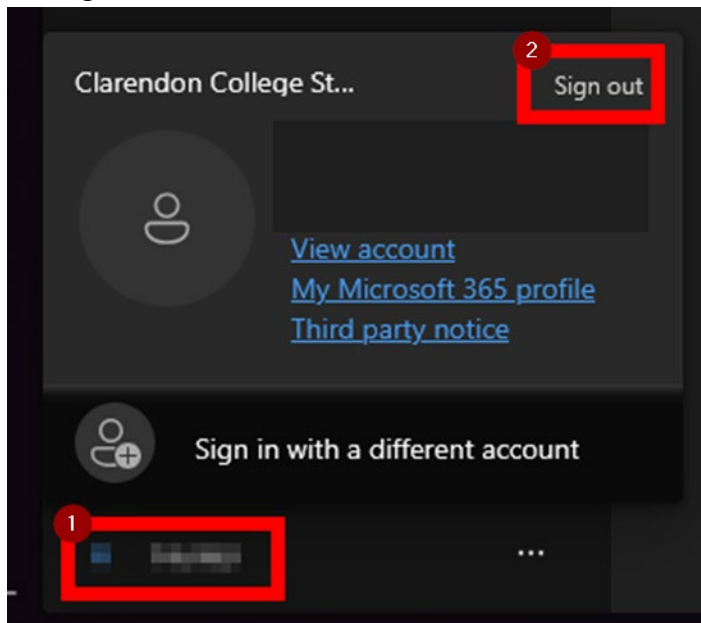 2
Clarendon College St...
Sign out
View account
My Microsoft 365 profile
Third party notice
Sign in with a different account
1
...